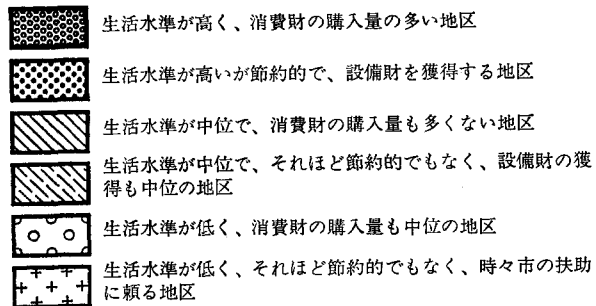 生活水準が高く、消費財の購入量の多い地区
生活水準が高いが節約的で、設備財を獲得する地区
生活水準が中位で、消費財の購入量も多くない地区
生活水準が中位で、それほど節約的でもなく、設備財の獲
得も中位の地区
生活水準が低く、消費財の購入量も中位の地区
生活水準が低く、それほど節約的でもなく、時々市の扶助
に頼る地区